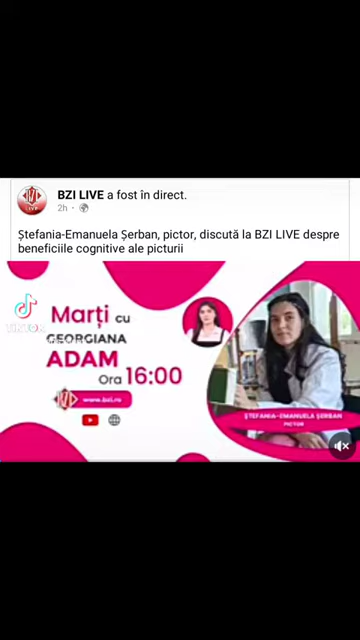 BZI LIVE a fost în direct.
2h ·
Ștefania-Emanuela Șerban, pictor, discută la BZI LIVE despre
beneficiile cognitive ale picturii
TikTok
Marți cu
GEORGIANA
ADAM
Ora 16:00
BZI
www.bzi.ro
ȘTEFANIA-EMANUELA ȘERBAN
PICTOR